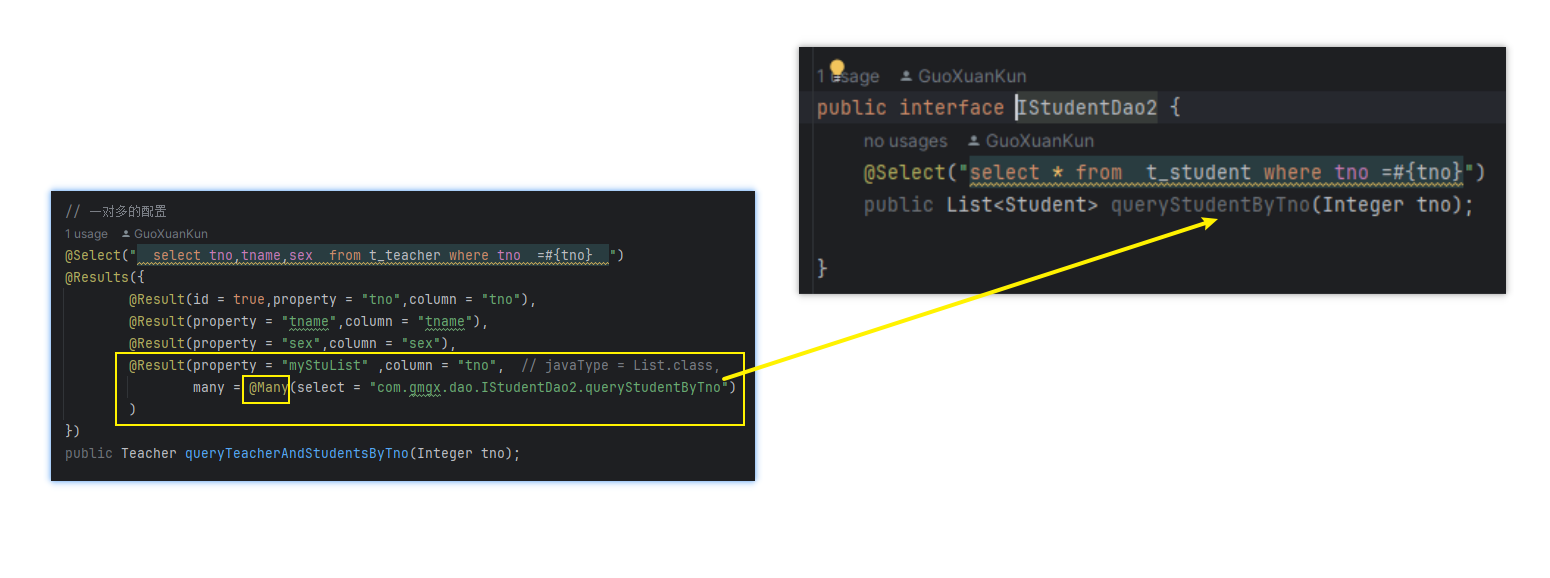 // 一对多的配置
1 usage GuoXuanKun
@Select(" select tno,tname,sex from t_teacher where tno =#{tno} ")
@Results({
@Result(id = true,property = "tno",column = "tno"),
@Result(property = "tname",column = "tname"),
@Result(property = "sex",column = "sex"),
@Result(property = "myStuList" ,column = "tno", // javaType = List.class,
many = @Many(select = "com.gmgx.dao.IStudentDao2.queryStudentByTno")
)
})
public Teacher queryTeacherAndStudentsByTno(Integer tno);
1 usage GuoXuanKun
public interface IStudentDao2 {
no usages GuoXuanKun
@Select("select * from t_student where tno =#{tno}")
public List<Student> queryStudentByTno(Integer tno);
}